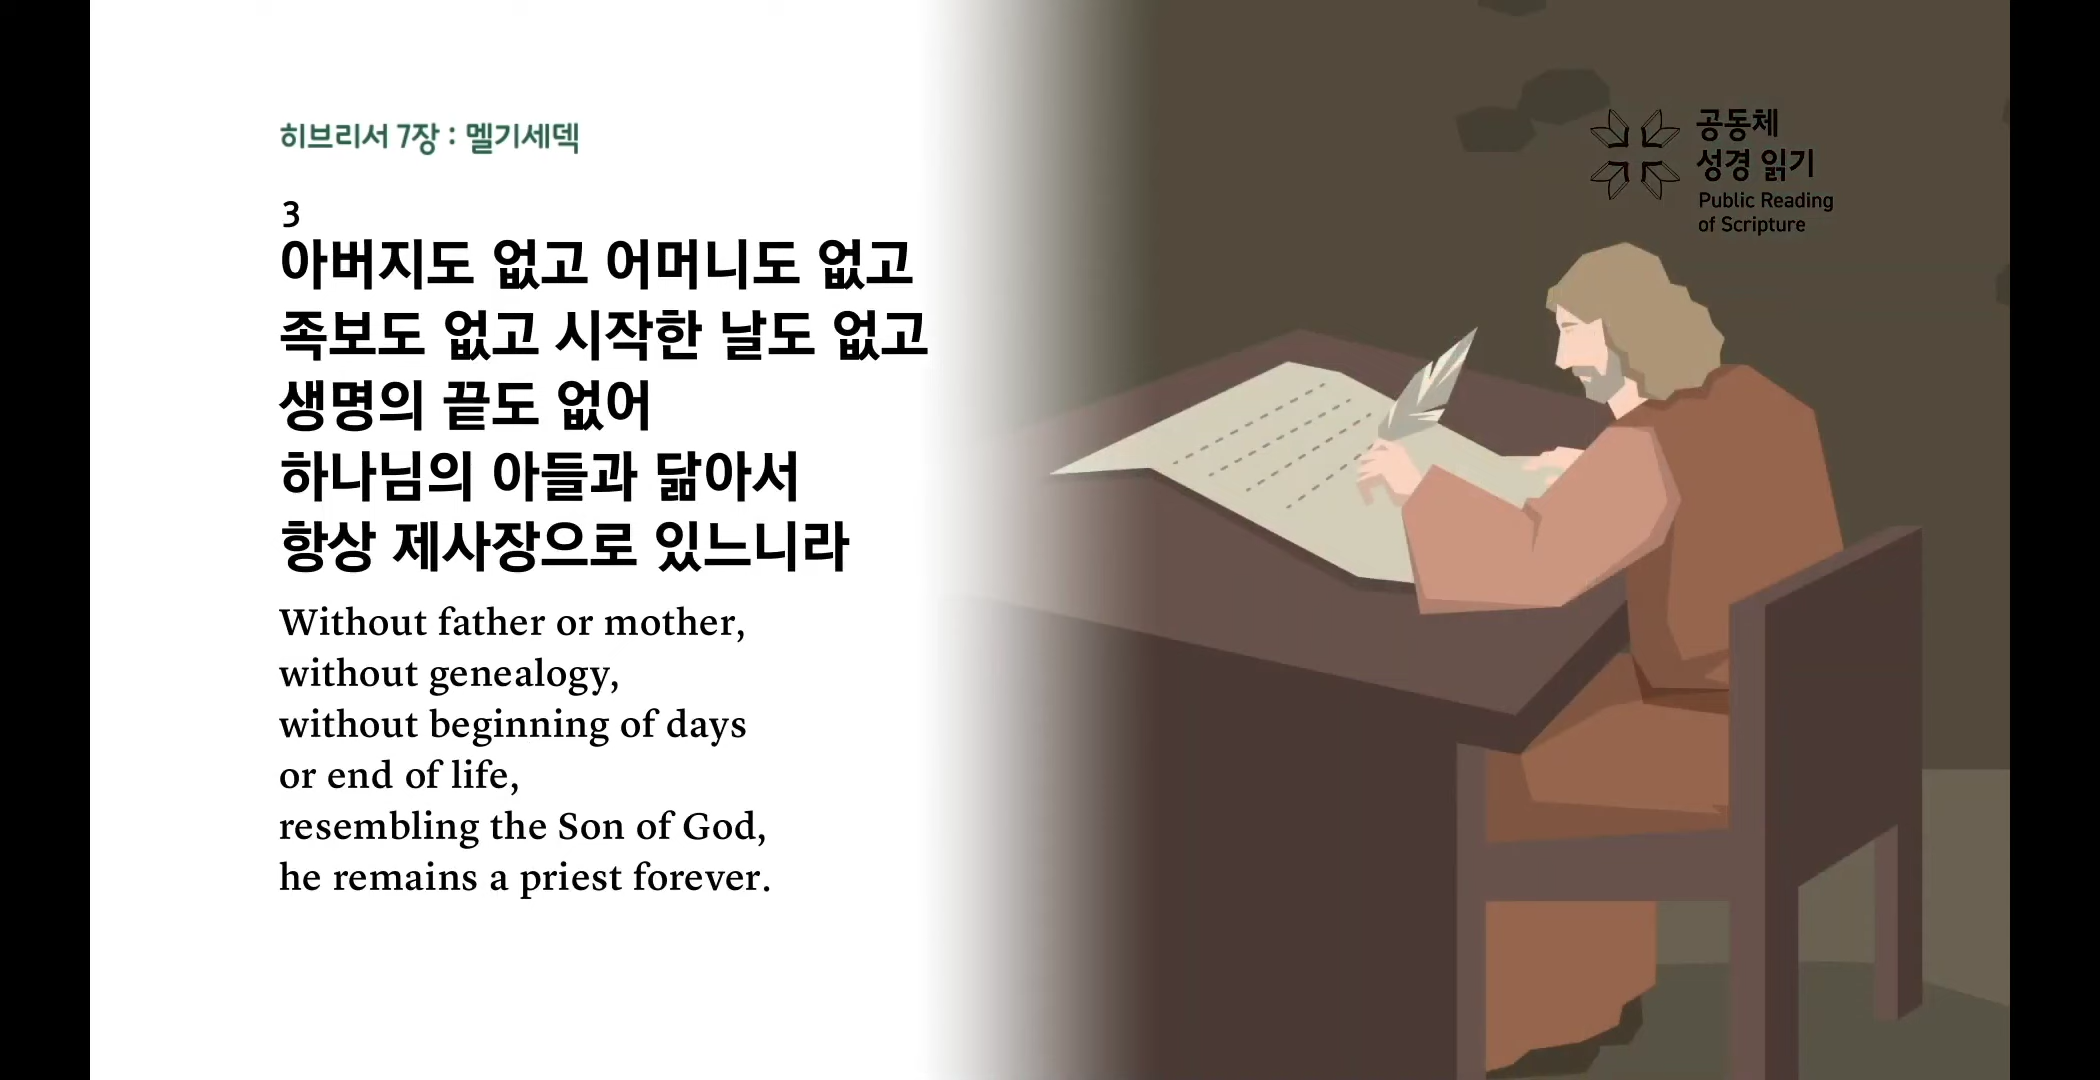 히브리서 7장 : 멜기세덱
3
아버지도 없고 어머니도 없고
족보도 없고 시작한 날도 없고
생명의 끝도 없어
하나님의 아들과 닮아서
항상 제사장으로 있느니라
Without father or mother,
without genealogy,
without beginning of days
or end of life,
resembling the Son of God,
he remains a priest forever.
공동체
성경 읽기
Public Reading
of Scripture